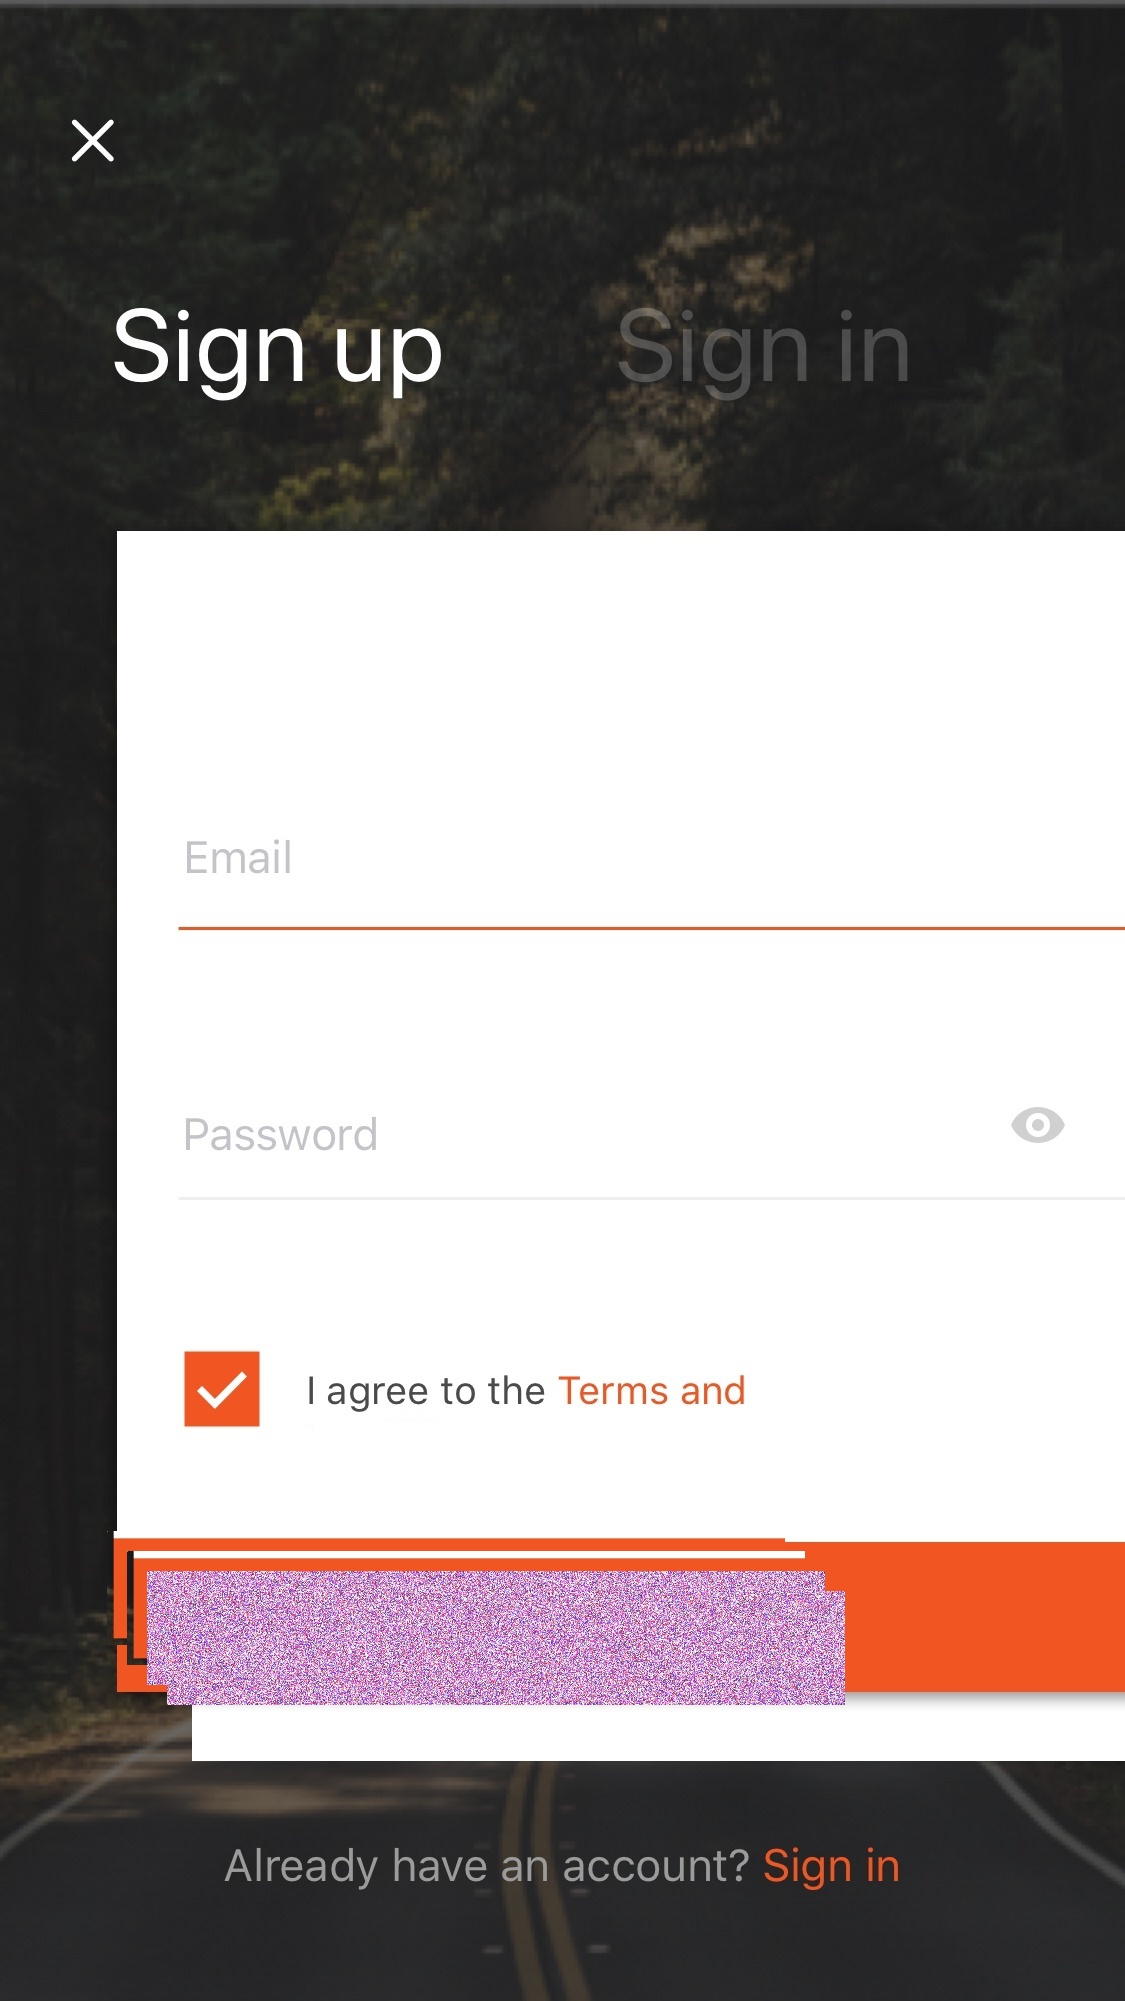 Sign up
Sign in
Email
Password
I agree to the Terms and
Already have an account? Sign in